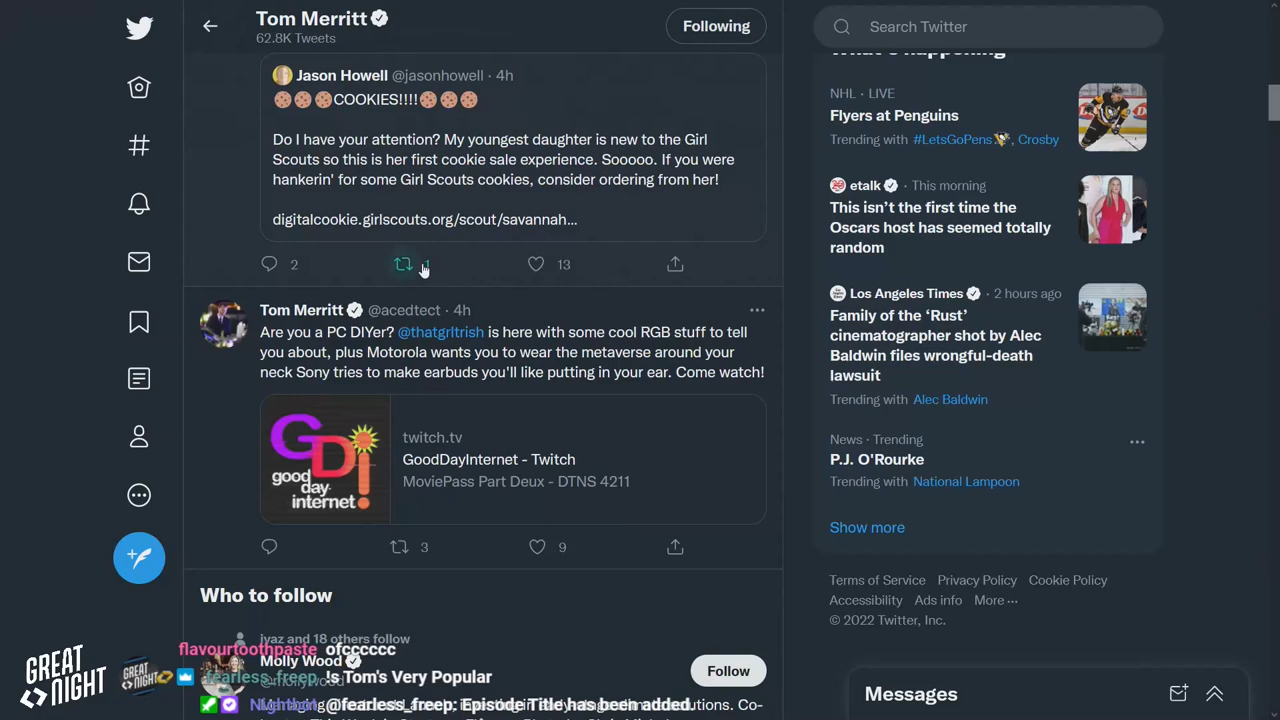 Tom Merritt
62.8K Tweets
Following
Search Twitter
Jason Howell @jasonhowell · 4h
COOKIES!!!!
Do I have your attention? My youngest daughter is new to the Girl
Scouts so this is her first cookie sale experience. Sooooo. If you were
hankerin' for some Girl Scouts cookies, consider ordering from her!
digitalcookie.girlscouts.org/scout/savannah...
2
1
13
Tom Merritt @acedtect · 4h
Are you a PC DIYer? @thatgrltrish is here with some cool RGB stuff to tell
you about, plus Motorola wants you to wear the metaverse around your
neck Sony tries to make earbuds you'll like putting in your ear. Come watch!
GDI
good
day
internet
twitch.tv
GoodDayInternet - Twitch
MoviePass Part Deux - DTNS 4211
3
9
Who to follow
jyaz and 18 others follow
Molly Wood
Follow
What's happening
NHL · LIVE
Flyers at Penguins
Trending with #LetsGoPens, Crosby
etalk · This morning
This isn't the first time the
Oscars host has seemed totally
random
Los Angeles Times · 2 hours ago
Family of the 'Rust'
cinematographer shot by Alec
Baldwin files wrongful-death
lawsuit
Trending with Alec Baldwin
News · Trending
P.J. O'Rourke
Trending with National Lampoon
Show more
Terms of Service Privacy Policy Cookie Policy
Accessibility Ads info More ···
© 2022 Twitter, Inc.
Messages
GREAT
NIGHT
flavourtoothpaste ofcccccc
fearless_freep Is Tom's Very Popular
Nightbot @fearless_freep: Episode Title has been added.